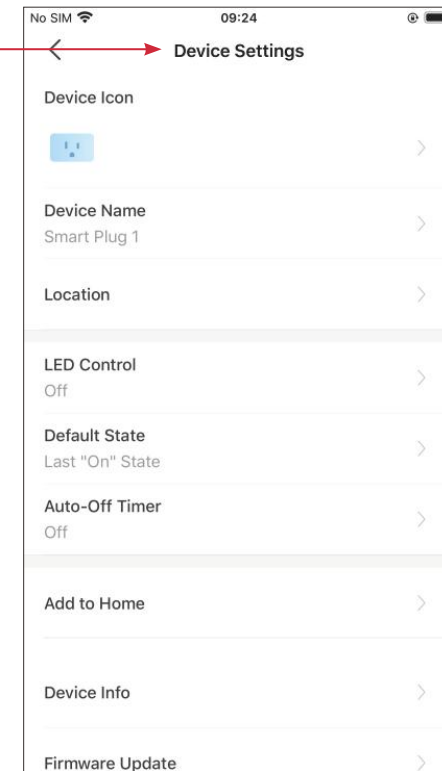 No SIM 09:24
Device Settings
Device Icon
Device Name
Smart Plug 1
Location
LED Control
Off
Default State
Last "On" State
Auto-Off Timer
Off
Add to Home
Device Info
Firmware Update